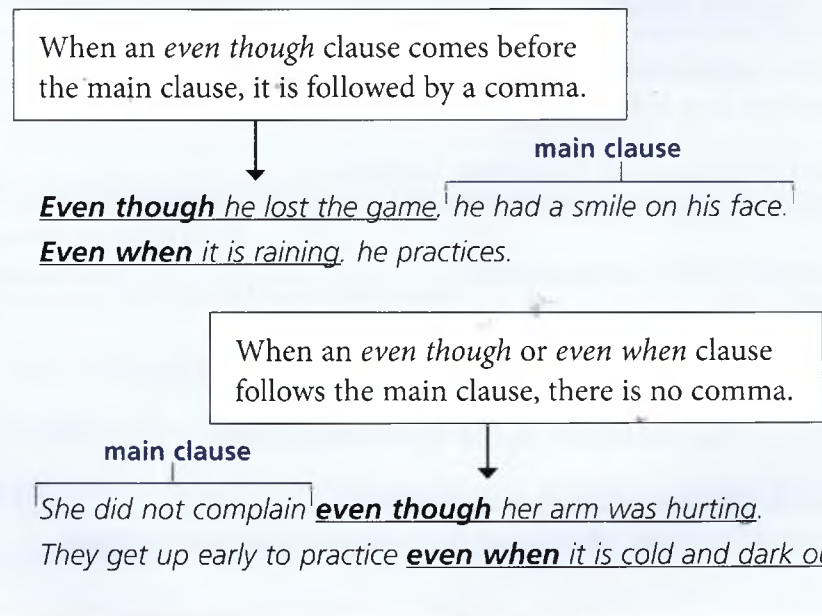 When an even though clause comes before
the main clause, it is followed by a comma.
main clause
Even though he lost the game, he had a smile on his face.
Even when it is raining, he practices.
When an even though or even when clause
follows the main clause, there is no comma.
main clause
She did not complain even though her arm was hurting.
They get up early to practice even when it is cold and dark